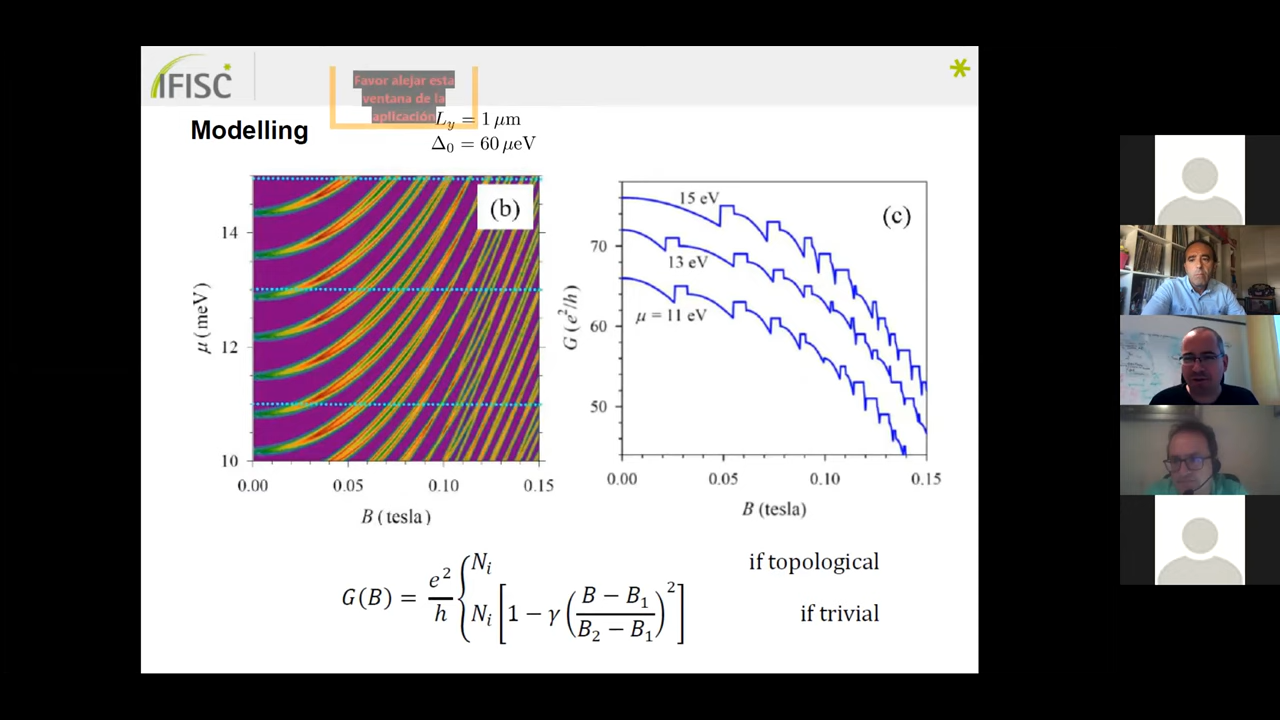 IFISC
Favor alejar esta
ventana de la
aplicación
Modelling
L_y = 1 μm
Δ_0 = 60 μeV
(b)
14
12
10
μ (meV)
0.00 0.05 0.10 0.15
B (tesla)
(c)
15 eV
13 eV
μ = 11 eV
70
60
50
G (e²/h)
0.00 0.05 0.10 0.15
B (tesla)
G(B) = e²/h { N_i if topological
N_i [1 − γ ((B − B_1)/(B_2 − B_1))²] if trivial